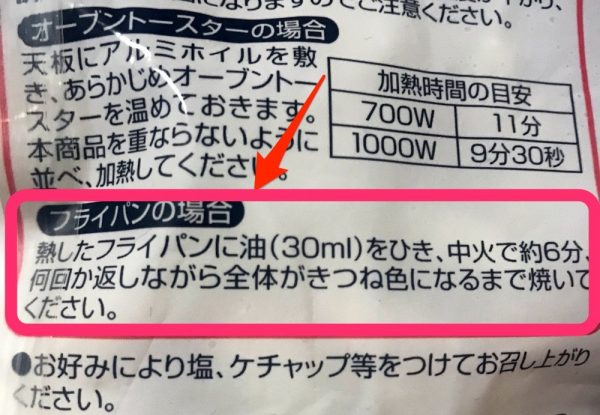 になりますのでご注意ください。
オーブントースターの場合
天板にアルミホイルを敷
き、あらかじめオーブントー
スターを温めておきます。
本商品を重ならないように
並べ、加熱してください。
加熱時間の目安
700W 11分
1000W 9分30秒
フライパンの場合
熱したフライパンに油(30ml)をひき、中火で約6分、
何回か返しながら全体がきつね色になるまで焼いて
ください。
●お好みにより塩、ケチャップ等をつけてお召し上がり
ください。